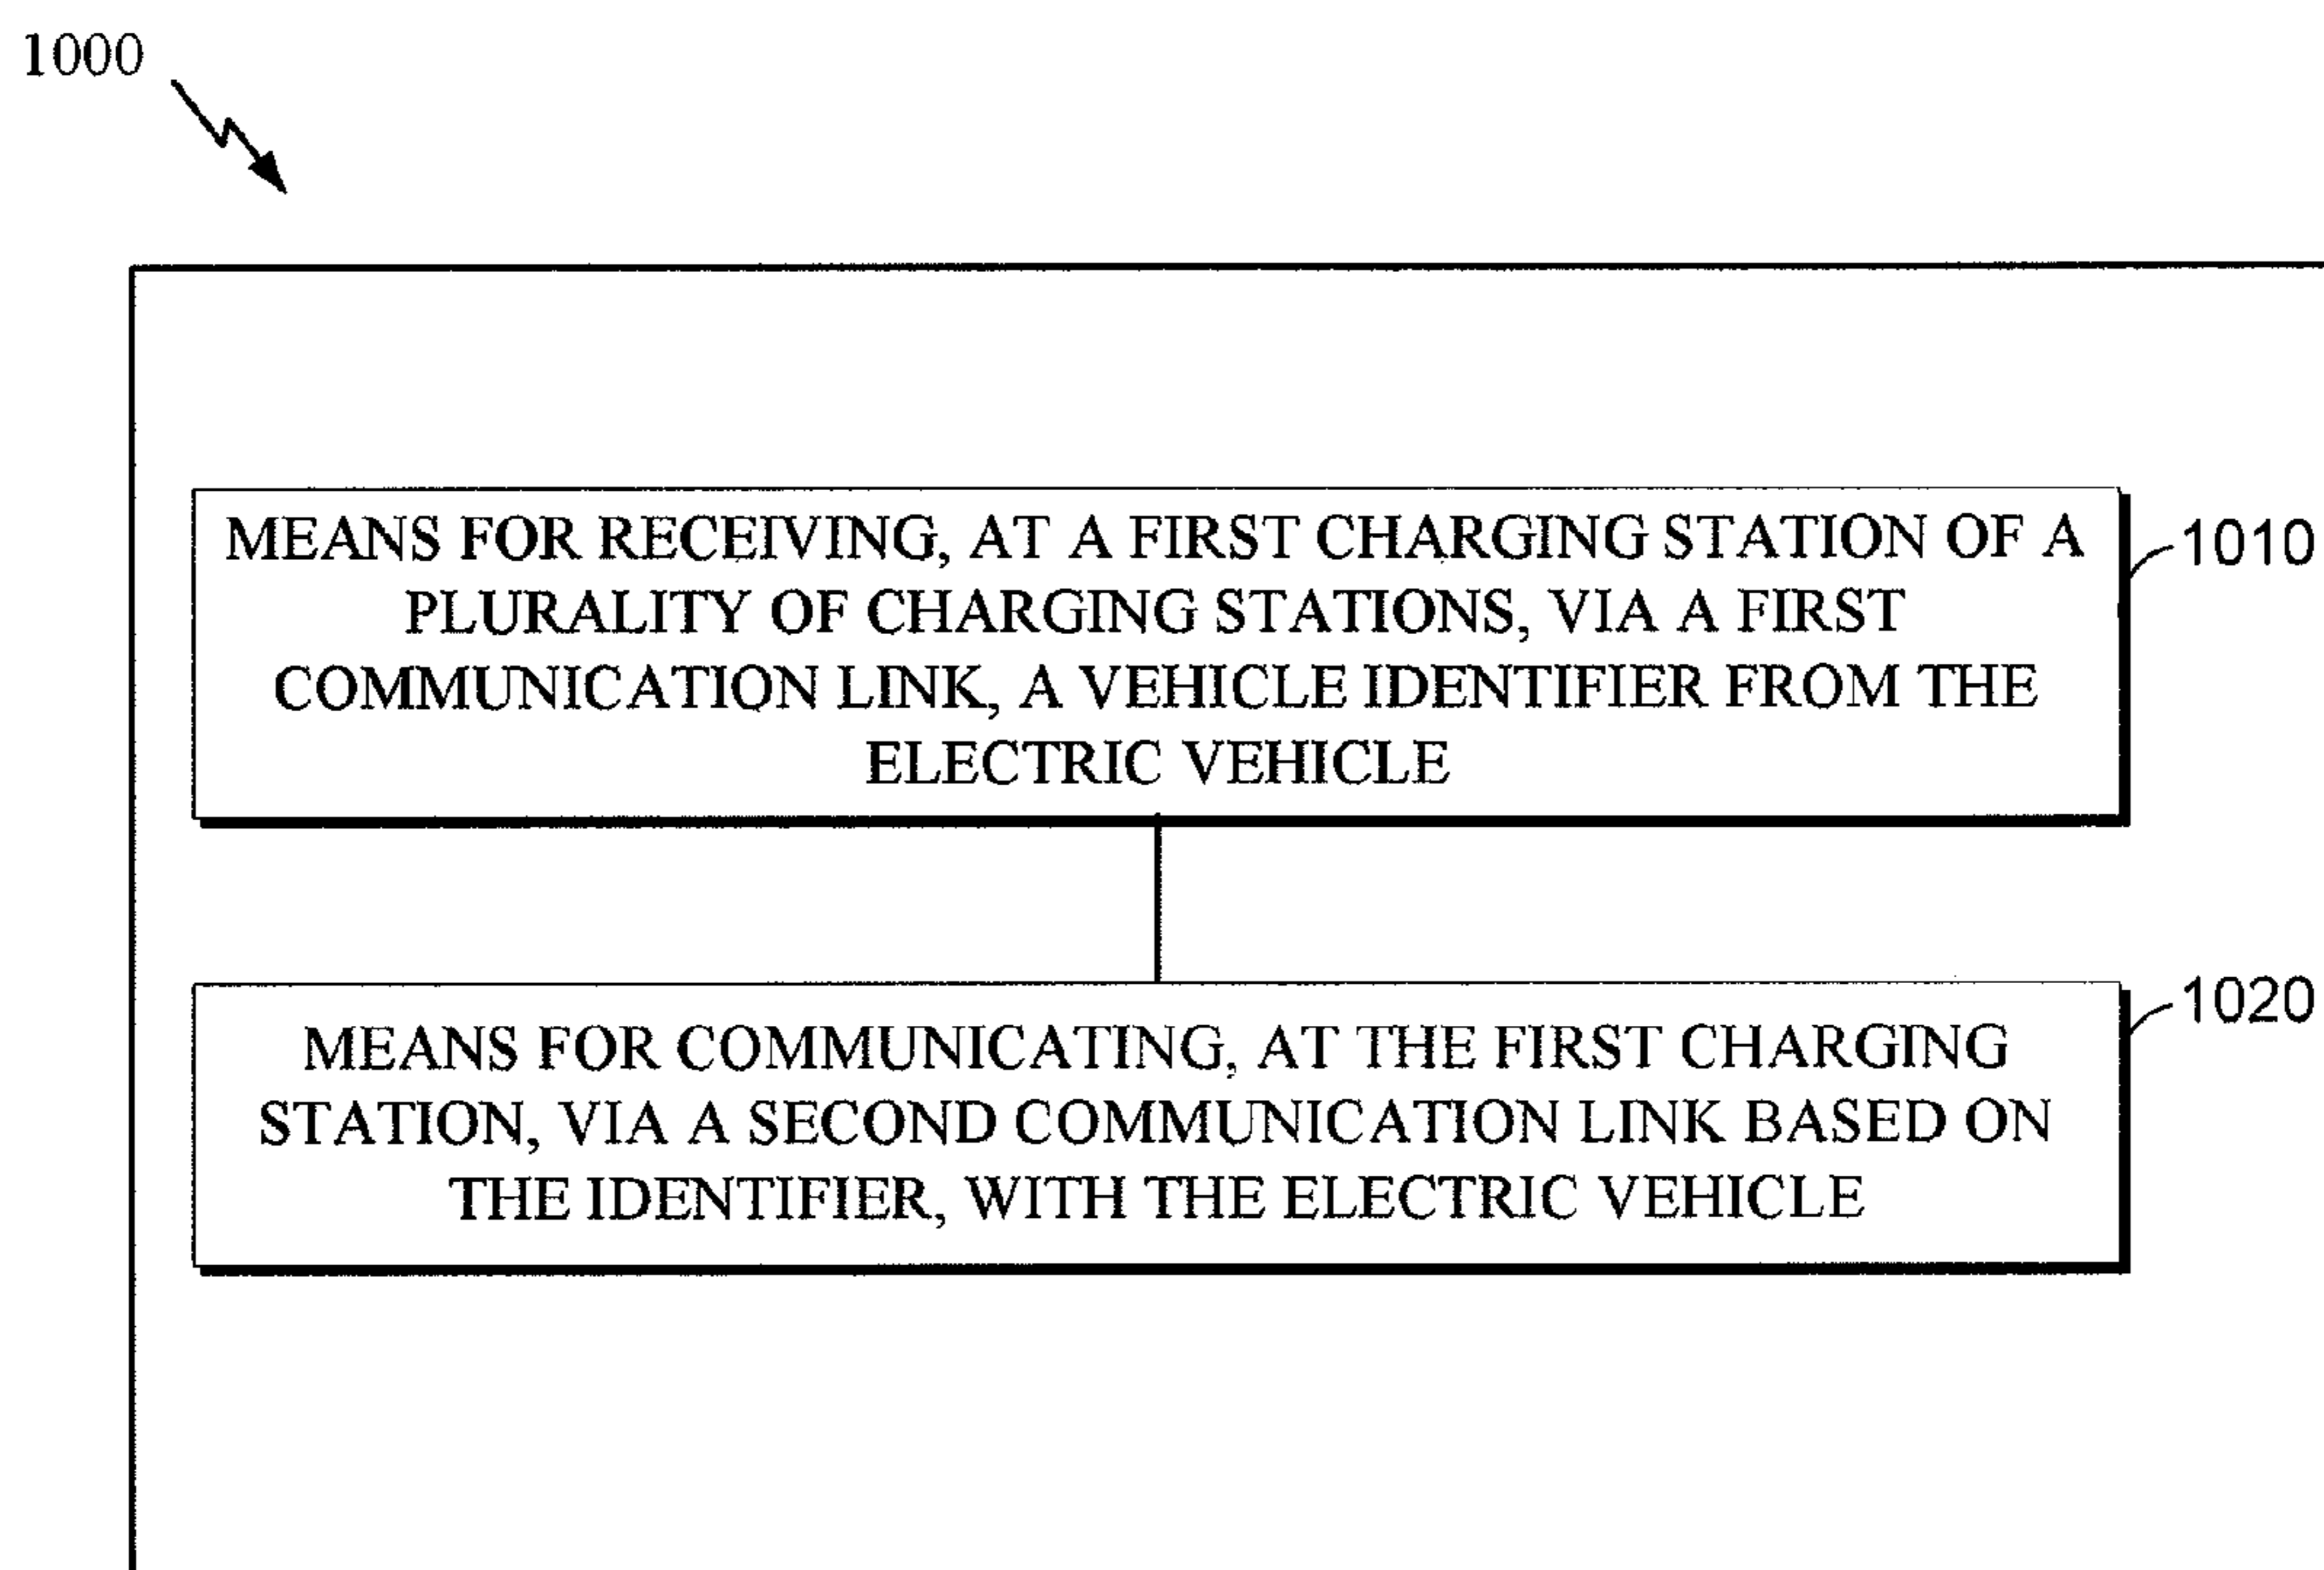 1000
MEANS FOR RECEIVING, AT A FIRST CHARGING STATION OF A
PLURALITY OF CHARGING STATIONS, VIA A FIRST
COMMUNICATION LINK, A VEHICLE IDENTIFIER FROM THE
ELECTRIC VEHICLE
1010
MEANS FOR COMMUNICATING, AT THE FIRST CHARGING
STATION, VIA A SECOND COMMUNICATION LINK BASED ON
THE IDENTIFIER, WITH THE ELECTRIC VEHICLE
1020